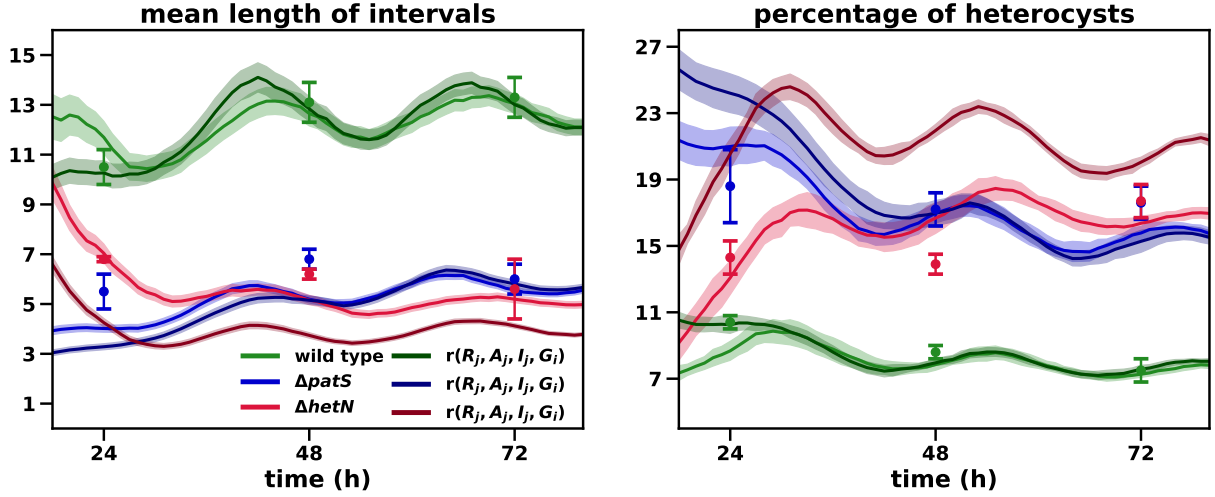 mean length of intervals
15
13
11
9
7
5
3
1
24
48
72
time (h)
wild type
ΔpatS
ΔhetN
r(Rⱼ, Aⱼ, Iⱼ, Gᵢ)
r(Rⱼ, Aⱼ, Iⱼ, Gᵢ)
r(Rⱼ, Aⱼ, Iⱼ, Gᵢ)
percentage of heterocysts
27
23
19
15
11
7
24
48
72
time (h)